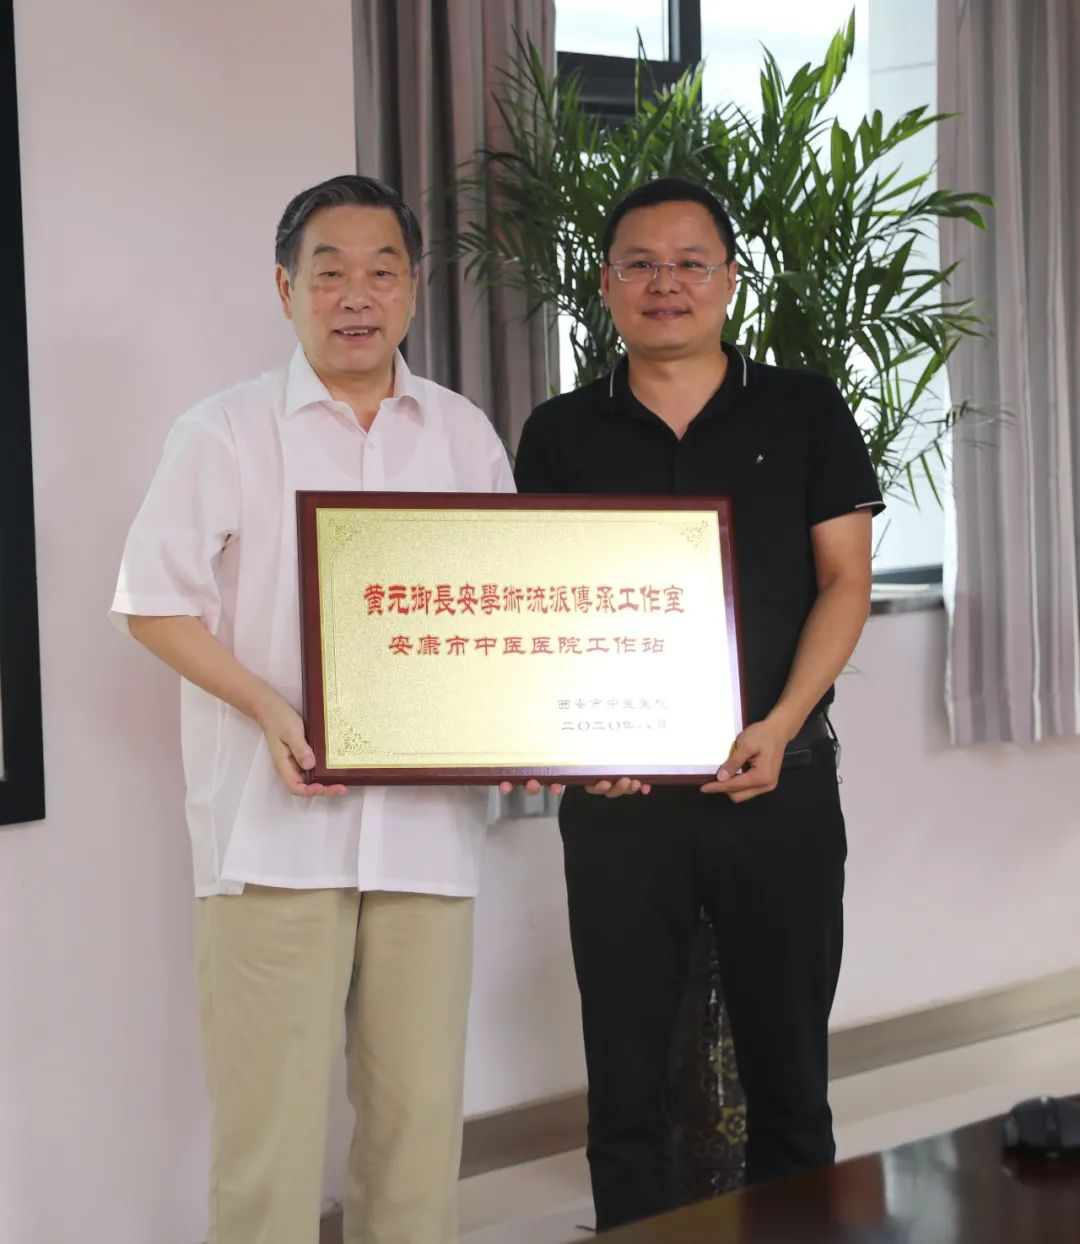 黄元御長安學術流派傳承工作室
安康市中医医院工作站
西安市中医医院
二〇二〇年八月